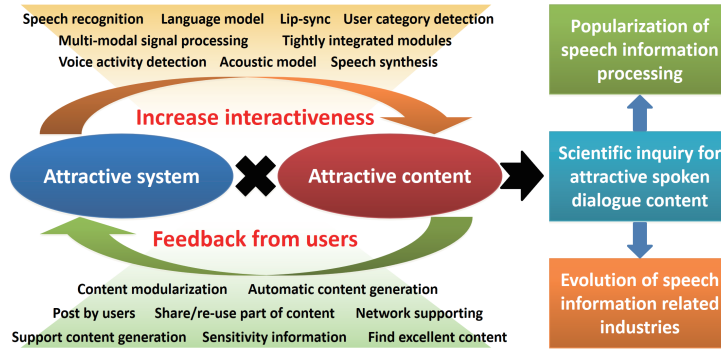 Speech recognition Language model Lip-sync User category detection
Multi-modal signal processing Tightly integrated modules
Voice activity detection Acoustic model Speech synthesis
Increase interactiveness
Attractive system
Attractive content
Feedback from users
Content modularization Automatic content generation
Post by users Share/re-use part of content Network supporting
Support content generation Sensitivity information Find excellent content
Popularization of
speech information
processing
Scientific inquiry for
attractive spoken
dialogue content
Evolution of speech
information related
industries